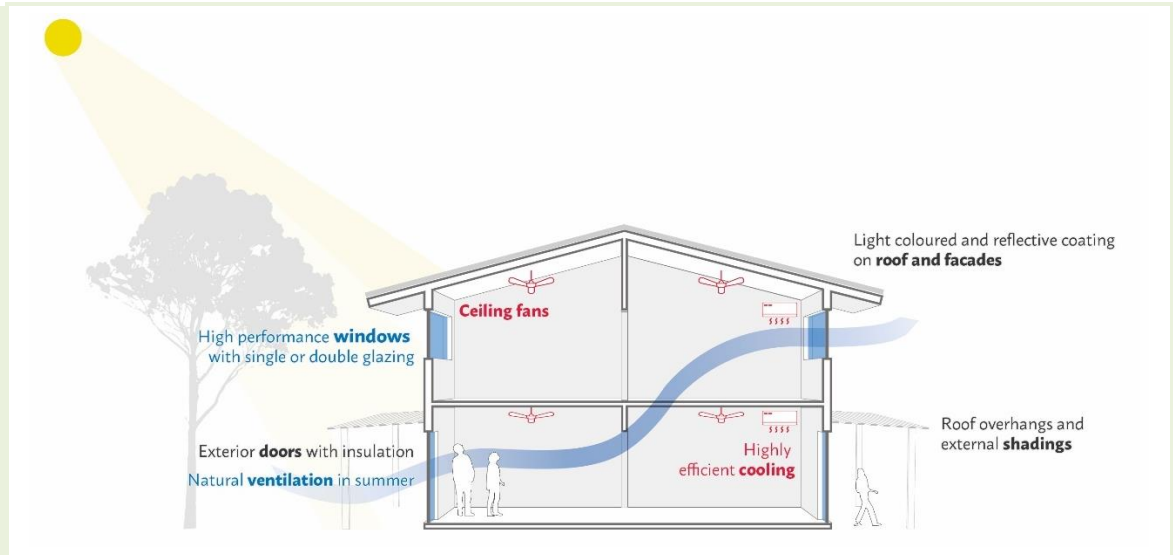 Light coloured and reflective coating
on roof and facades
Ceiling fans
High performance windows
with single or double glazing
Roof overhangs and
external shadings
Exterior doors with insulation
Highly
efficient cooling
Natural ventilation in summer